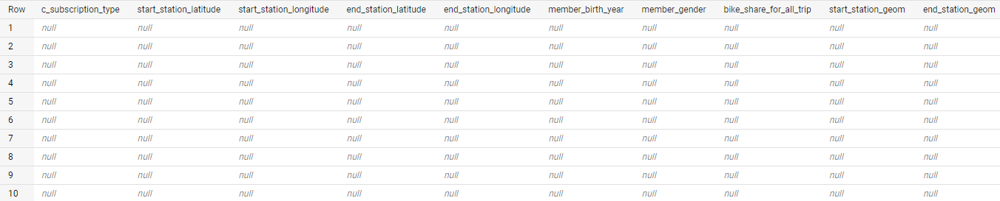 Row c_subscription_type start_station_latitude start_station_longitude end_station_latitude end_station_longitude member_birth_year member_gender bike_share_for_all_trip start_station_geom end_station_geom
1 null null null null null null null null null null
2 null null null null null null null null null null
3 null null null null null null null null null null
4 null null null null null null null null null null
5 null null null null null null null null null null
6 null null null null null null null null null null
7 null null null null null null null null null null
8 null null null null null null null null null null
9 null null null null null null null null null null
10 null null null null null null null null null null